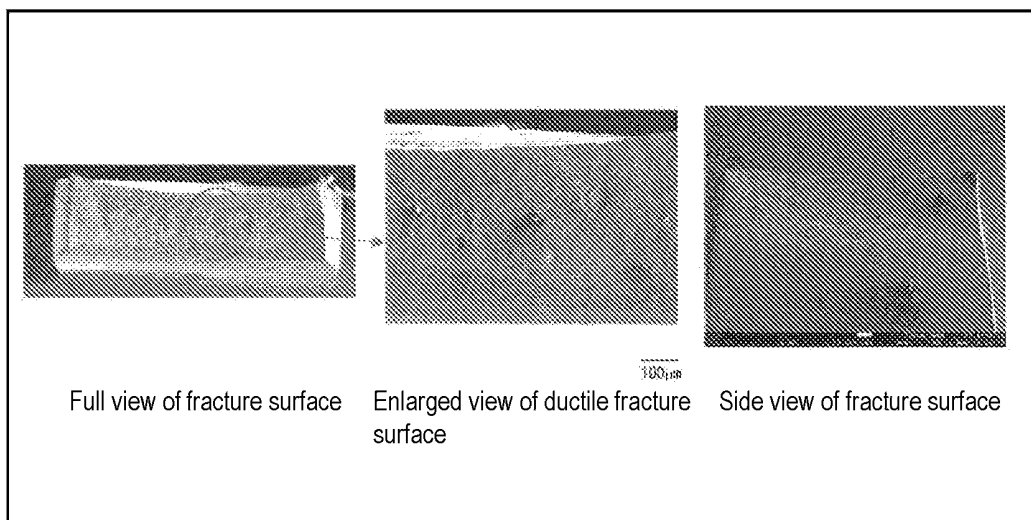 100μm
Full view of fracture surface
Enlarged view of ductile fracture
surface
Side view of fracture surface